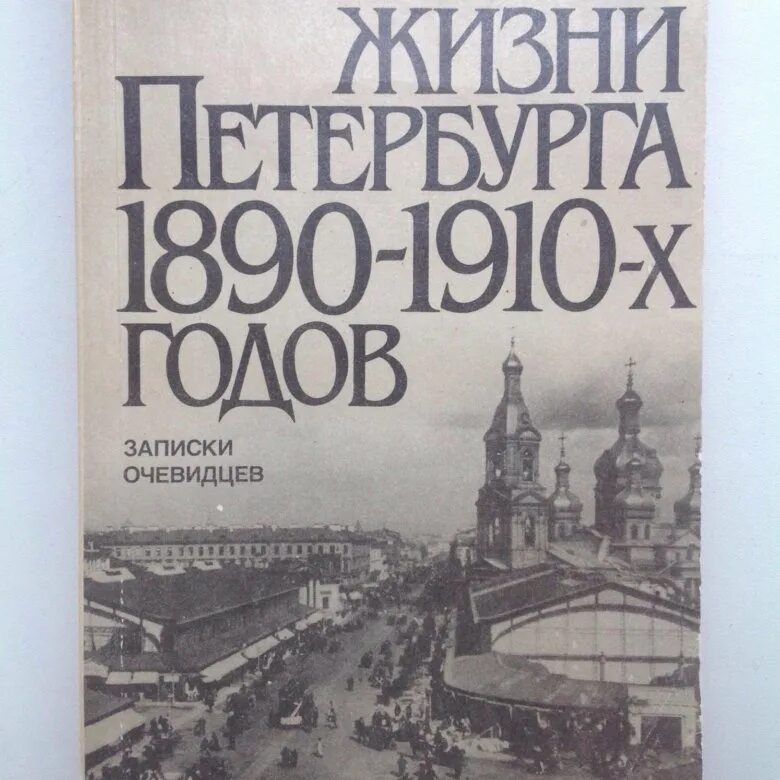 ЖИЗНИ
ПЕТЕРБУРГА
1890-1910-х
ГОДОВ
ЗАПИСКИ
ОЧЕВИДЦЕВ